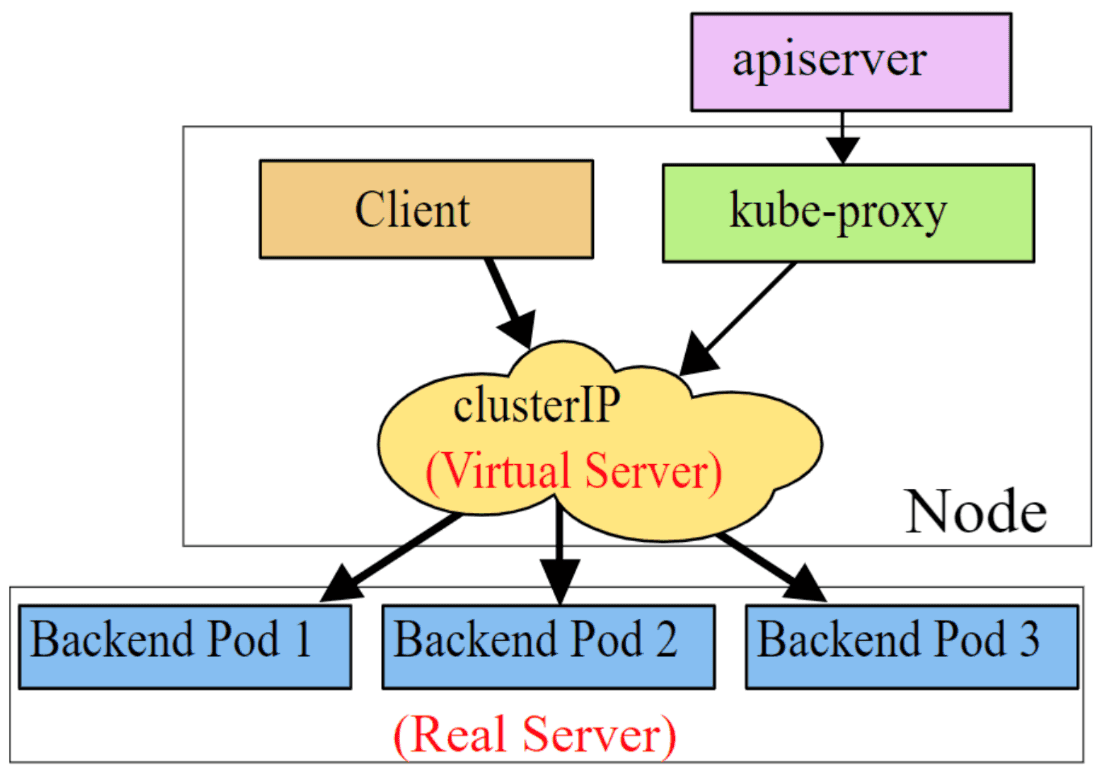 apiserver
Client
kube-proxy
clusterIP
(Virtual Server)
Node
Backend Pod 1
Backend Pod 2
Backend Pod 3
(Real Server)